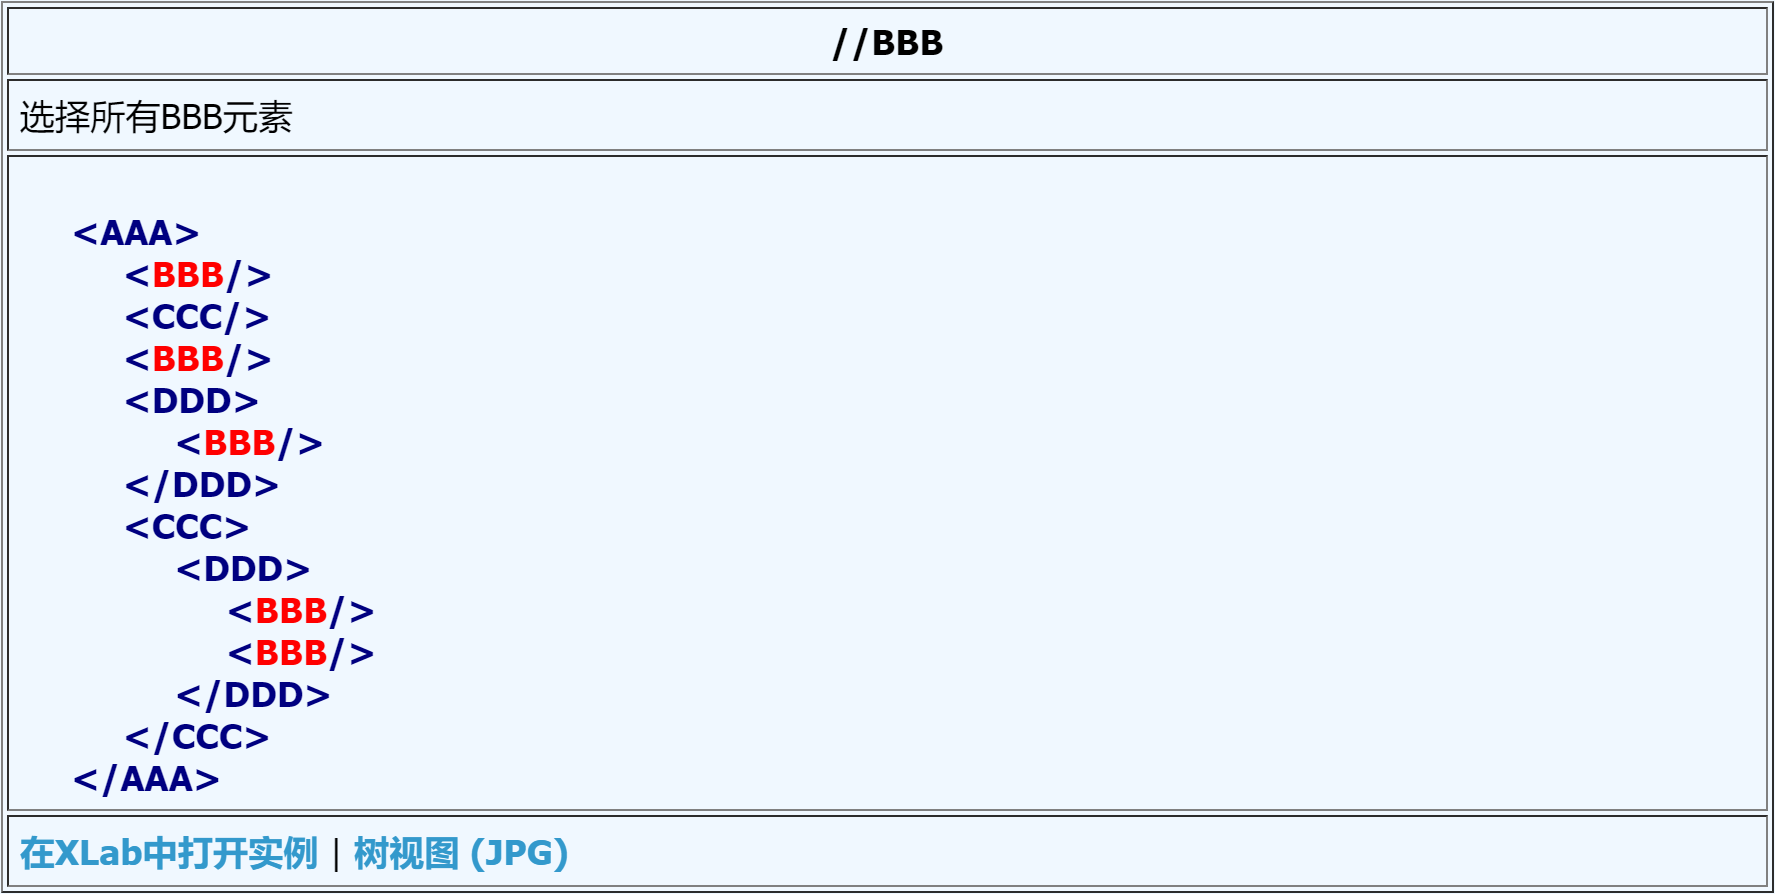 //BBB
选择所有BBB元素
<AAA>
<BBB/>
<CCC/>
<BBB/>
<DDD>
<BBB/>
</DDD>
<CCC>
<DDD>
<BBB/>
<BBB/>
</DDD>
</CCC>
</AAA>
在XLab中打开实例 | 树视图 (JPG)